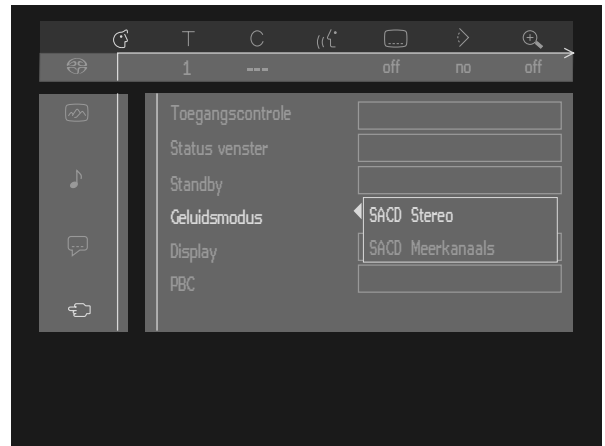 T C
1 --- off no off
Toegangscontrole
Status venster
Standby
Geluidsmodus
SACD Stereo
Display
SACD Meerkanaals
PBC